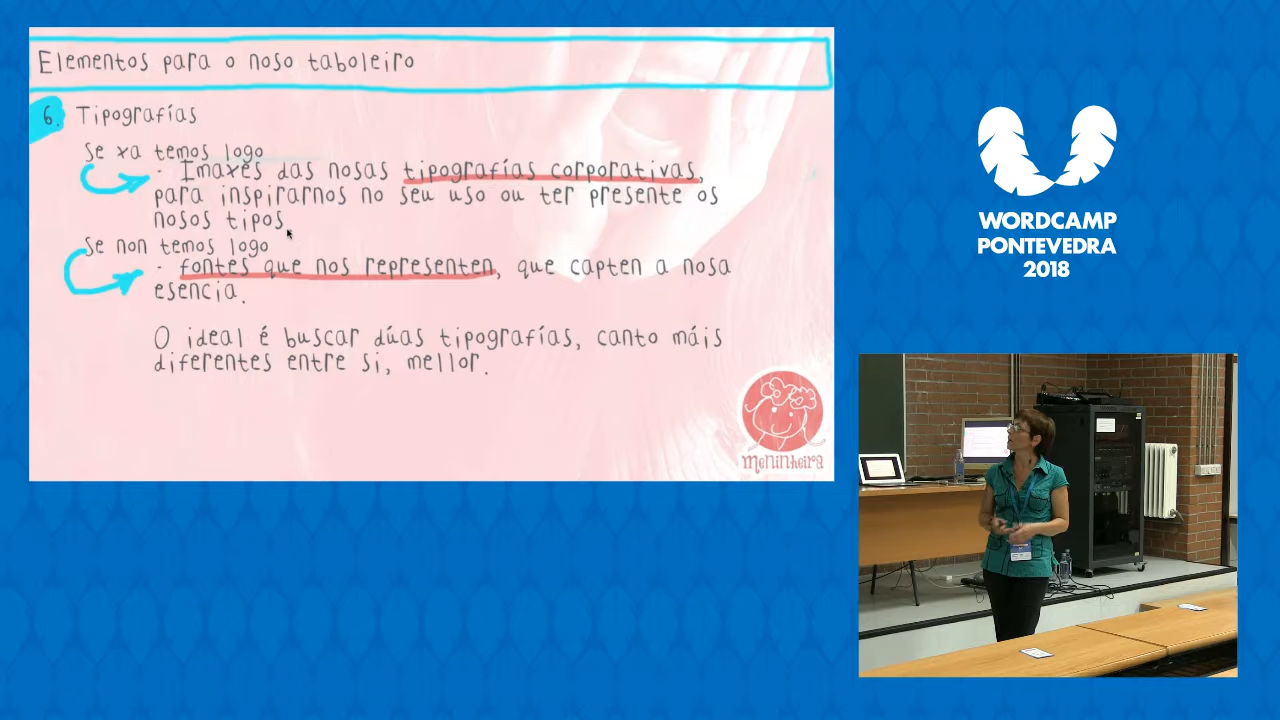 Elementos para o noso taboleiro
6. Tipografías
Se xa temos logo
- Imaxes das nosas tipografías corporativas,
para inspirarnos no seu uso ou ter presente os
nosos tipos.
Se non temos logo
- fontes que nos representen, que capten a nosa
esencia.
O ideal é buscar dúas tipografías, canto máis
diferentes entre si, mellor.
meninheira
WORDCAMP
PONTEVEDRA
2018